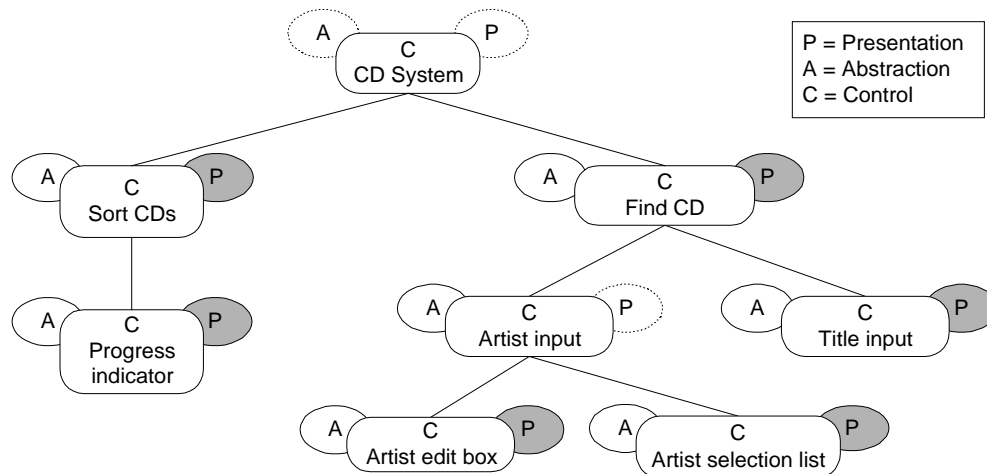 A
P
C
CD System
P = Presentation
A = Abstraction
C = Control
A
P
C
Sort CDs
A
P
C
Find CD
A
P
C
Progress
indicator
A
P
C
Artist input
A
P
C
Title input
A
P
C
Artist edit box
A
P
C
Artist selection list